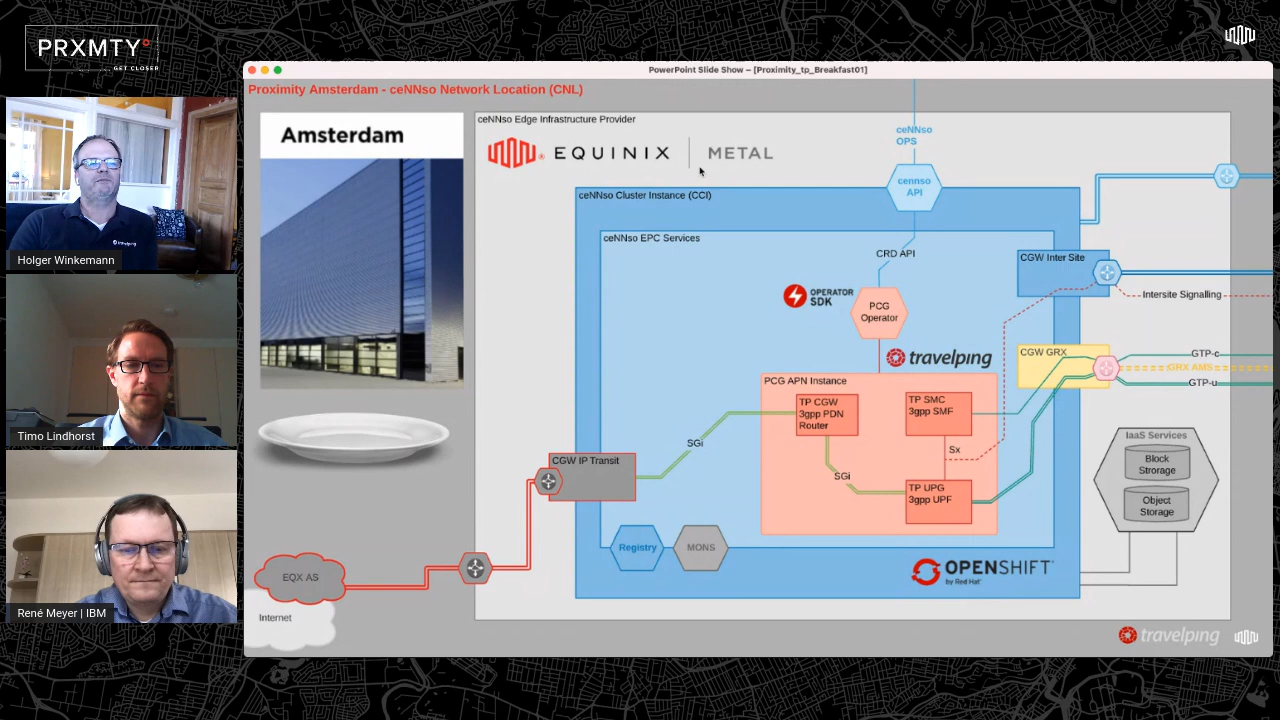 PRXMTY°
GET CLOSER
PowerPoint Slide Show – [Proximity_tp_Breakfast01]
Proximity Amsterdam - ceNNso Network Location (CNL)
Amsterdam
ceNNso Edge Infrastructure Provider
EQUINIX | METAL
ceNNso
OPS
cennso
API
ceNNso Cluster Instance (CCI)
ceNNso EPC Services
CRD API
OPERATOR
SDK
PCG
Operator
travelping
PCG APN Instance
TP CGW
3gpp PDN
Router
TP SMC
3gpp SMF
Sx
SGi
SGi
TP UPG
3gpp UPF
CGW Inter Site
Intersite Signalling
CGW GRX
GTP-c
GRX AMS
GTP-u
IaaS Services
Block
Strorage
Object
Storage
CGW IP Transit
Registry
MONS
OPENSHIFT
by Red Hat
EQX AS
Internet
travelping
travelping
Holger Winkemann
Timo Lindhorst
René Meyer | IBM